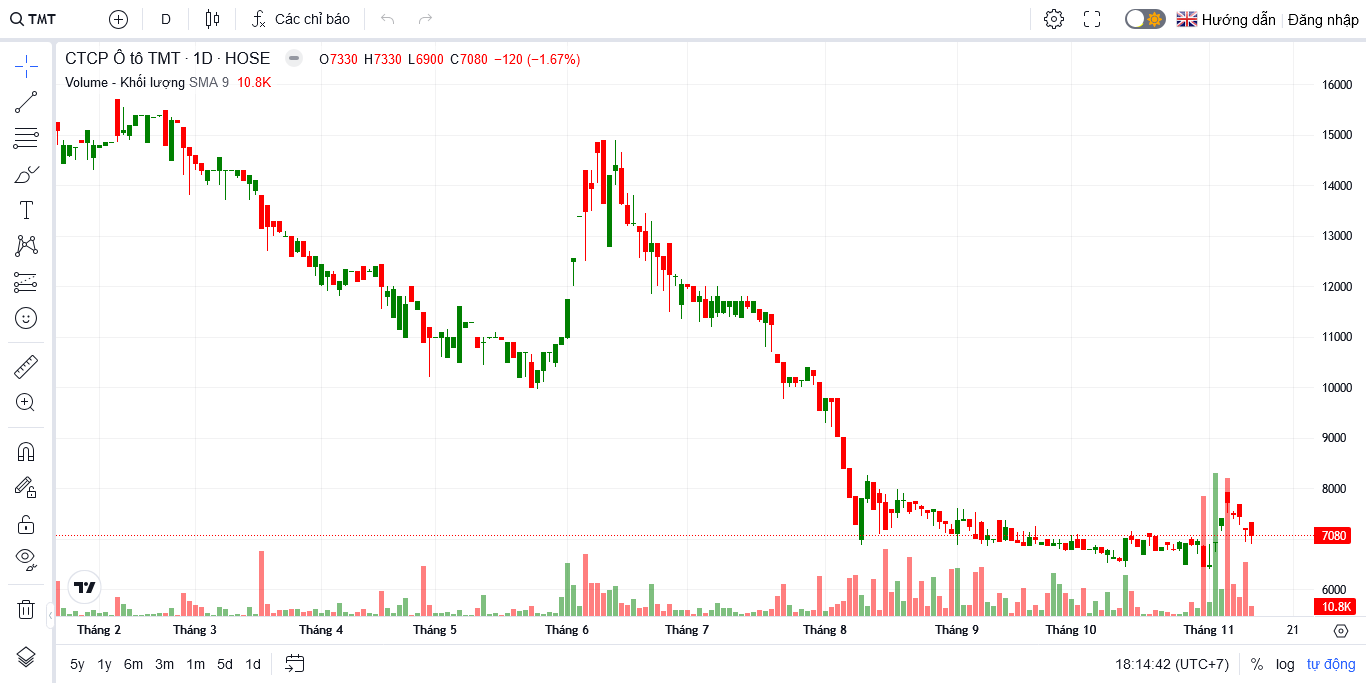 TMT D Các chỉ báo Hướng dẫn Đăng nhập
CTCP Ô tô TMT · 1D · HOSE O7330 H7330 L6900 C7080 −120 (−1.67%)
Volume - Khối lượng SMA 9 10.8K
16000
15000
14000
13000
12000
11000
10000
9000
8000
7080
6000
10.8K
Tháng 2 Tháng 3 Tháng 4 Tháng 5 Tháng 6 Tháng 7 Tháng 8 Tháng 9 Tháng 10 Tháng 11 21
5y 1y 6m 3m 1m 5d 1d 18:14:42 (UTC+7) % log tự động